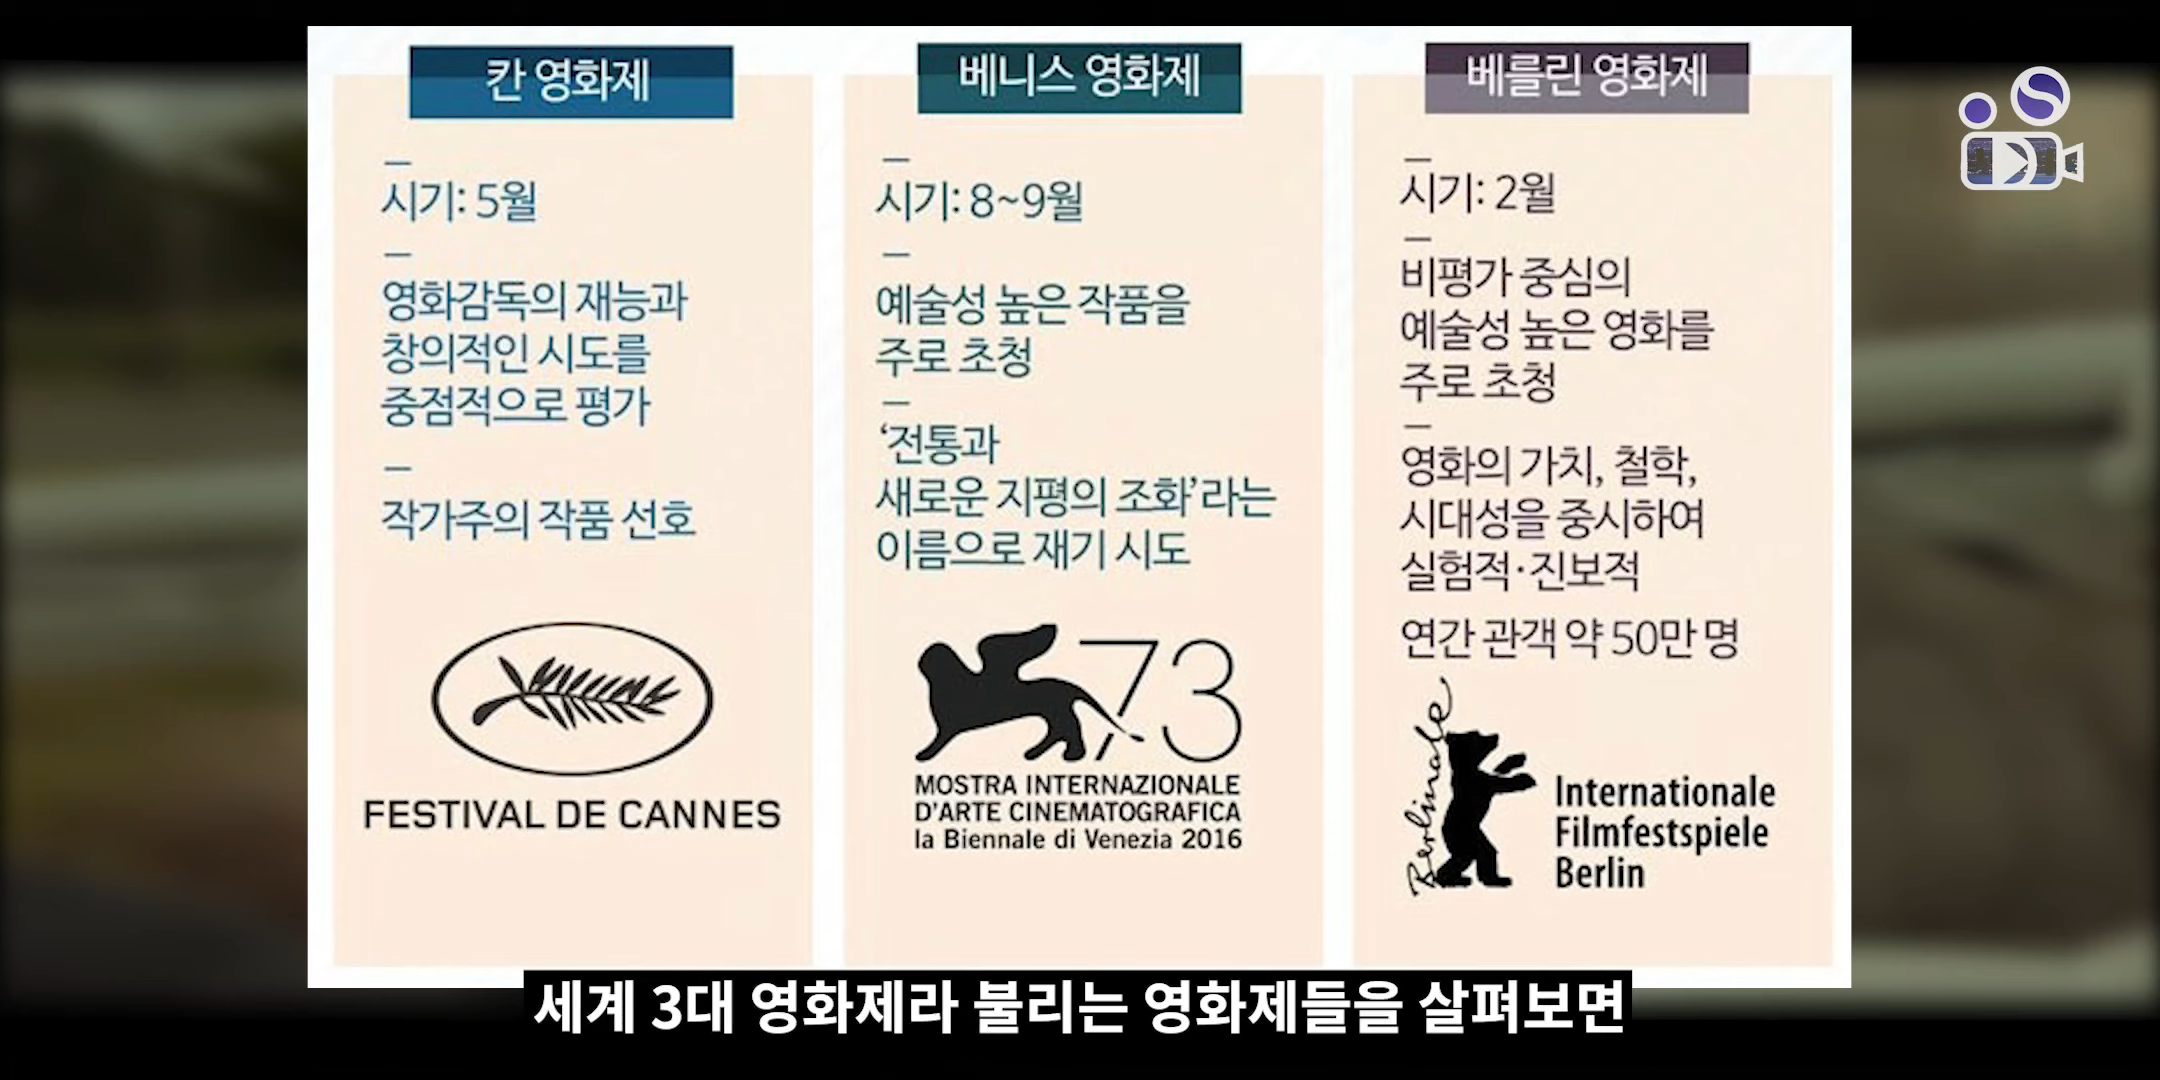 칸 영화제
시기: 5월
영화감독의 재능과
창의적인 시도를
중점적으로 평가
작가주의 작품 선호
FESTIVAL DE CANNES
베니스 영화제
시기: 8~9월
예술성 높은 작품을
주로 초청
‘전통과
새로운 지평의 조화’라는
이름으로 재기 시도
73
MOSTRA INTERNAZIONALE
D'ARTE CINEMATOGRAFICA
la Biennale di Venezia 2016
베를린 영화제
시기: 2월
비평가 중심의
예술성 높은 영화를
주로 초청
영화의 가치, 철학,
시대성을 중시하여
실험적·진보적
연간 관객 약 50만 명
Berlinale
Internationale
Filmfestspiele
Berlin
S
세계 3대 영화제라 불리는 영화제들을 살펴보면